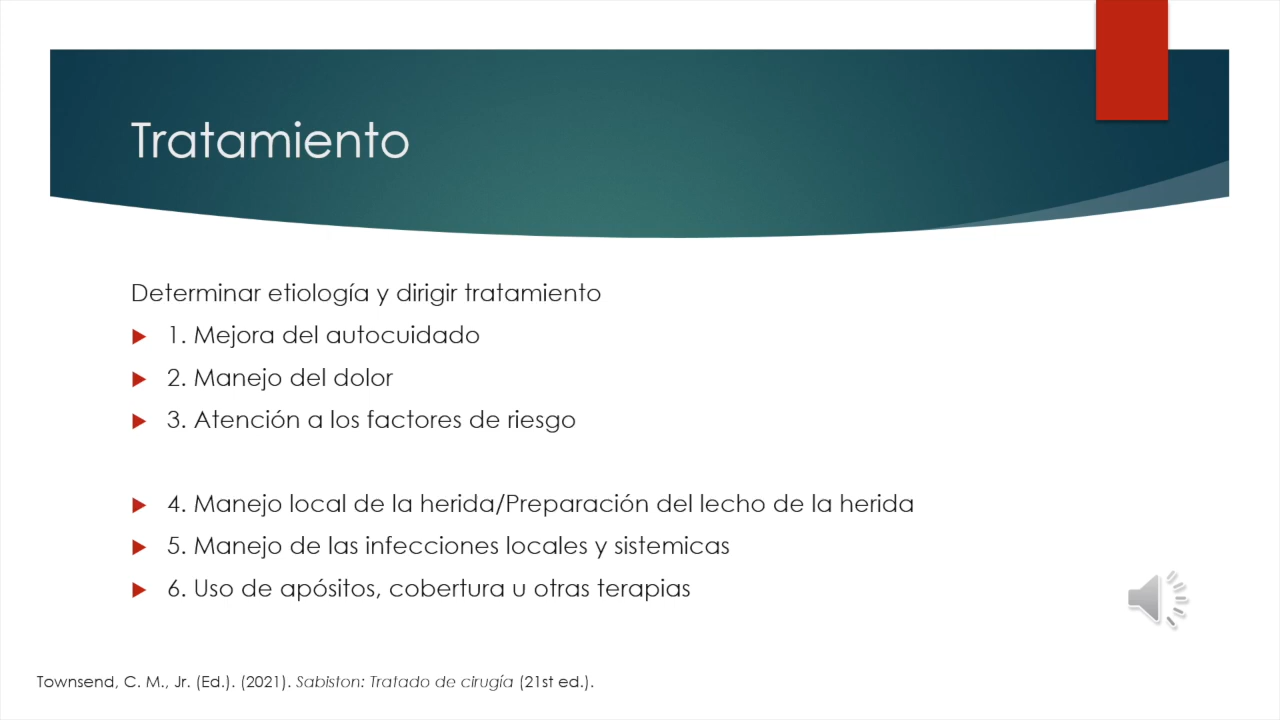 Tratamiento
Determinar etiología y dirigir tratamiento
1. Mejora del autocuidado
2. Manejo del dolor
3. Atención a los factores de riesgo
4. Manejo local de la herida/Preparación del lecho de la herida
5. Manejo de las infecciones locales y sistemicas
6. Uso de apósitos, cobertura u otras terapias
Townsend, C. M., Jr. (Ed.). (2021). Sabiston: Tratado de cirugía (21st ed.).